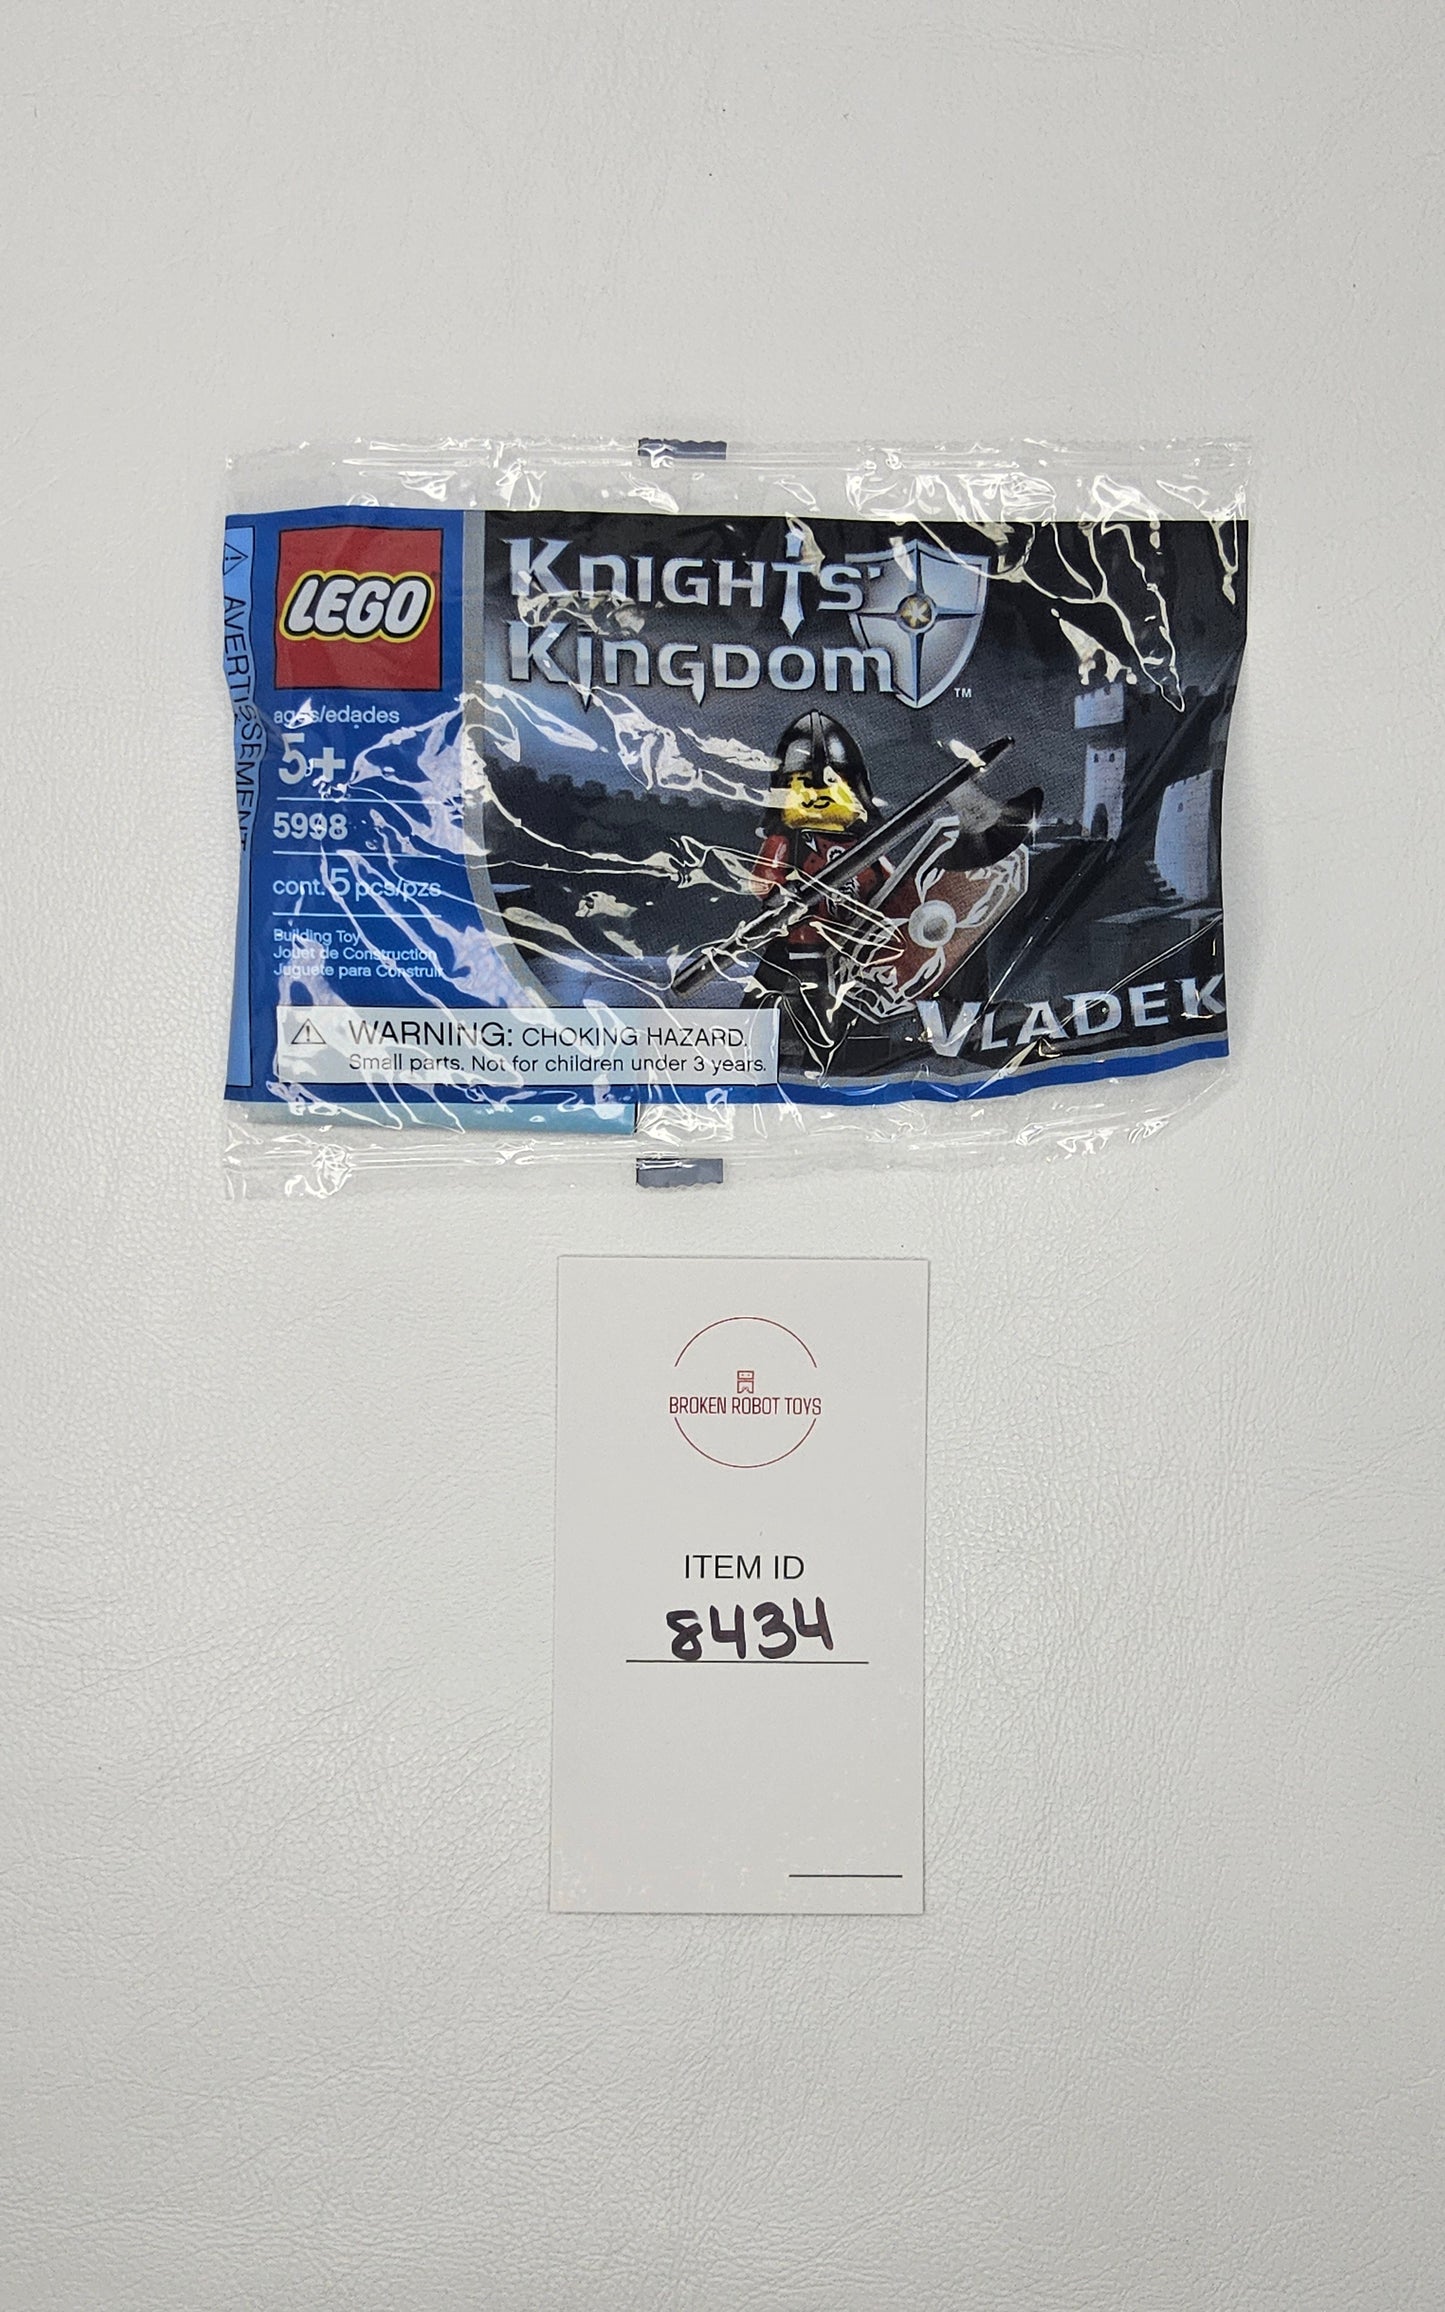 LEGO
KNIGHTS'
KINGDOM
TM
⚠ AVERTISSEMENT
ages/edades
5+
5998
cont. 5 pcs/pzs
Building Toy
Jouet de Construction
Juguete para Construir
VLADEK
⚠ WARNING: CHOKING HAZARD.
Small parts. Not for children under 3 years.
BROKEN ROBOT TOYS
ITEM ID
8434